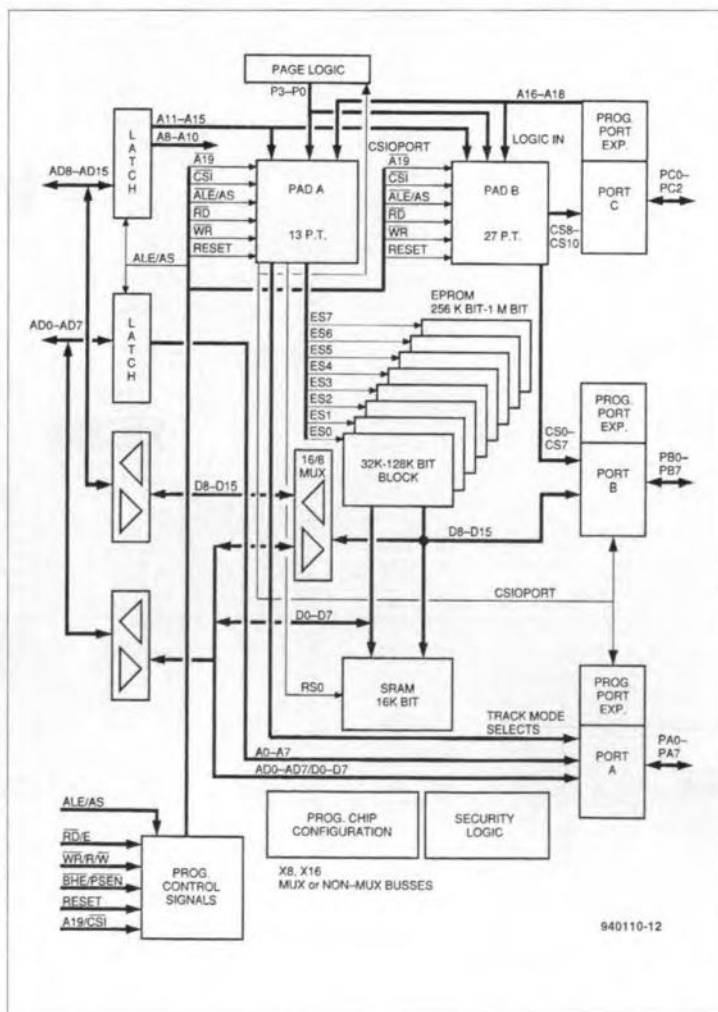 PAGE LOGIC
P3–P0
A16–A18
A11–A15
A8–A10
LATCH
AD8–AD15
CSIOPORT
LOGIC IN
PROG.
PORT
EXP.
PORT
C
PC0–
PC2
A19
CSI
ALE/AS
RD
WR
RESET
PAD A
13 P.T.
A19
CSI
ALE/AS
RD
WR
RESET
PAD B
27 P.T.
CS8–
CS10
ALE/AS
AD0–AD7
LATCH
EPROM
256 K BIT-1 M BIT
ES7
ES6
ES5
ES4
ES3
ES2
ES1
ES0
32K-128K BIT
BLOCK
CS0–
CS7
PROG.
PORT
EXP.
PORT
B
PB0–
PB7
16/8
MUX
D8–D15
D8–D15
CSIOPORT
D0–D7
RS0
SRAM
16K BIT
PROG.
PORT
EXP.
PORT
A
PA0–
PA7
TRACK MODE
SELECTS
A0–A7
AD0–AD7/D0–D7
ALE/AS
RD/E
WR/R/W
BHE/PSEN
RESET
A19/CSI
PROG.
CONTROL
SIGNALS
PROG. CHIP
CONFIGURATION
SECURITY
LOGIC
X8, X16
MUX or NON–MUX BUSSES
940110-12